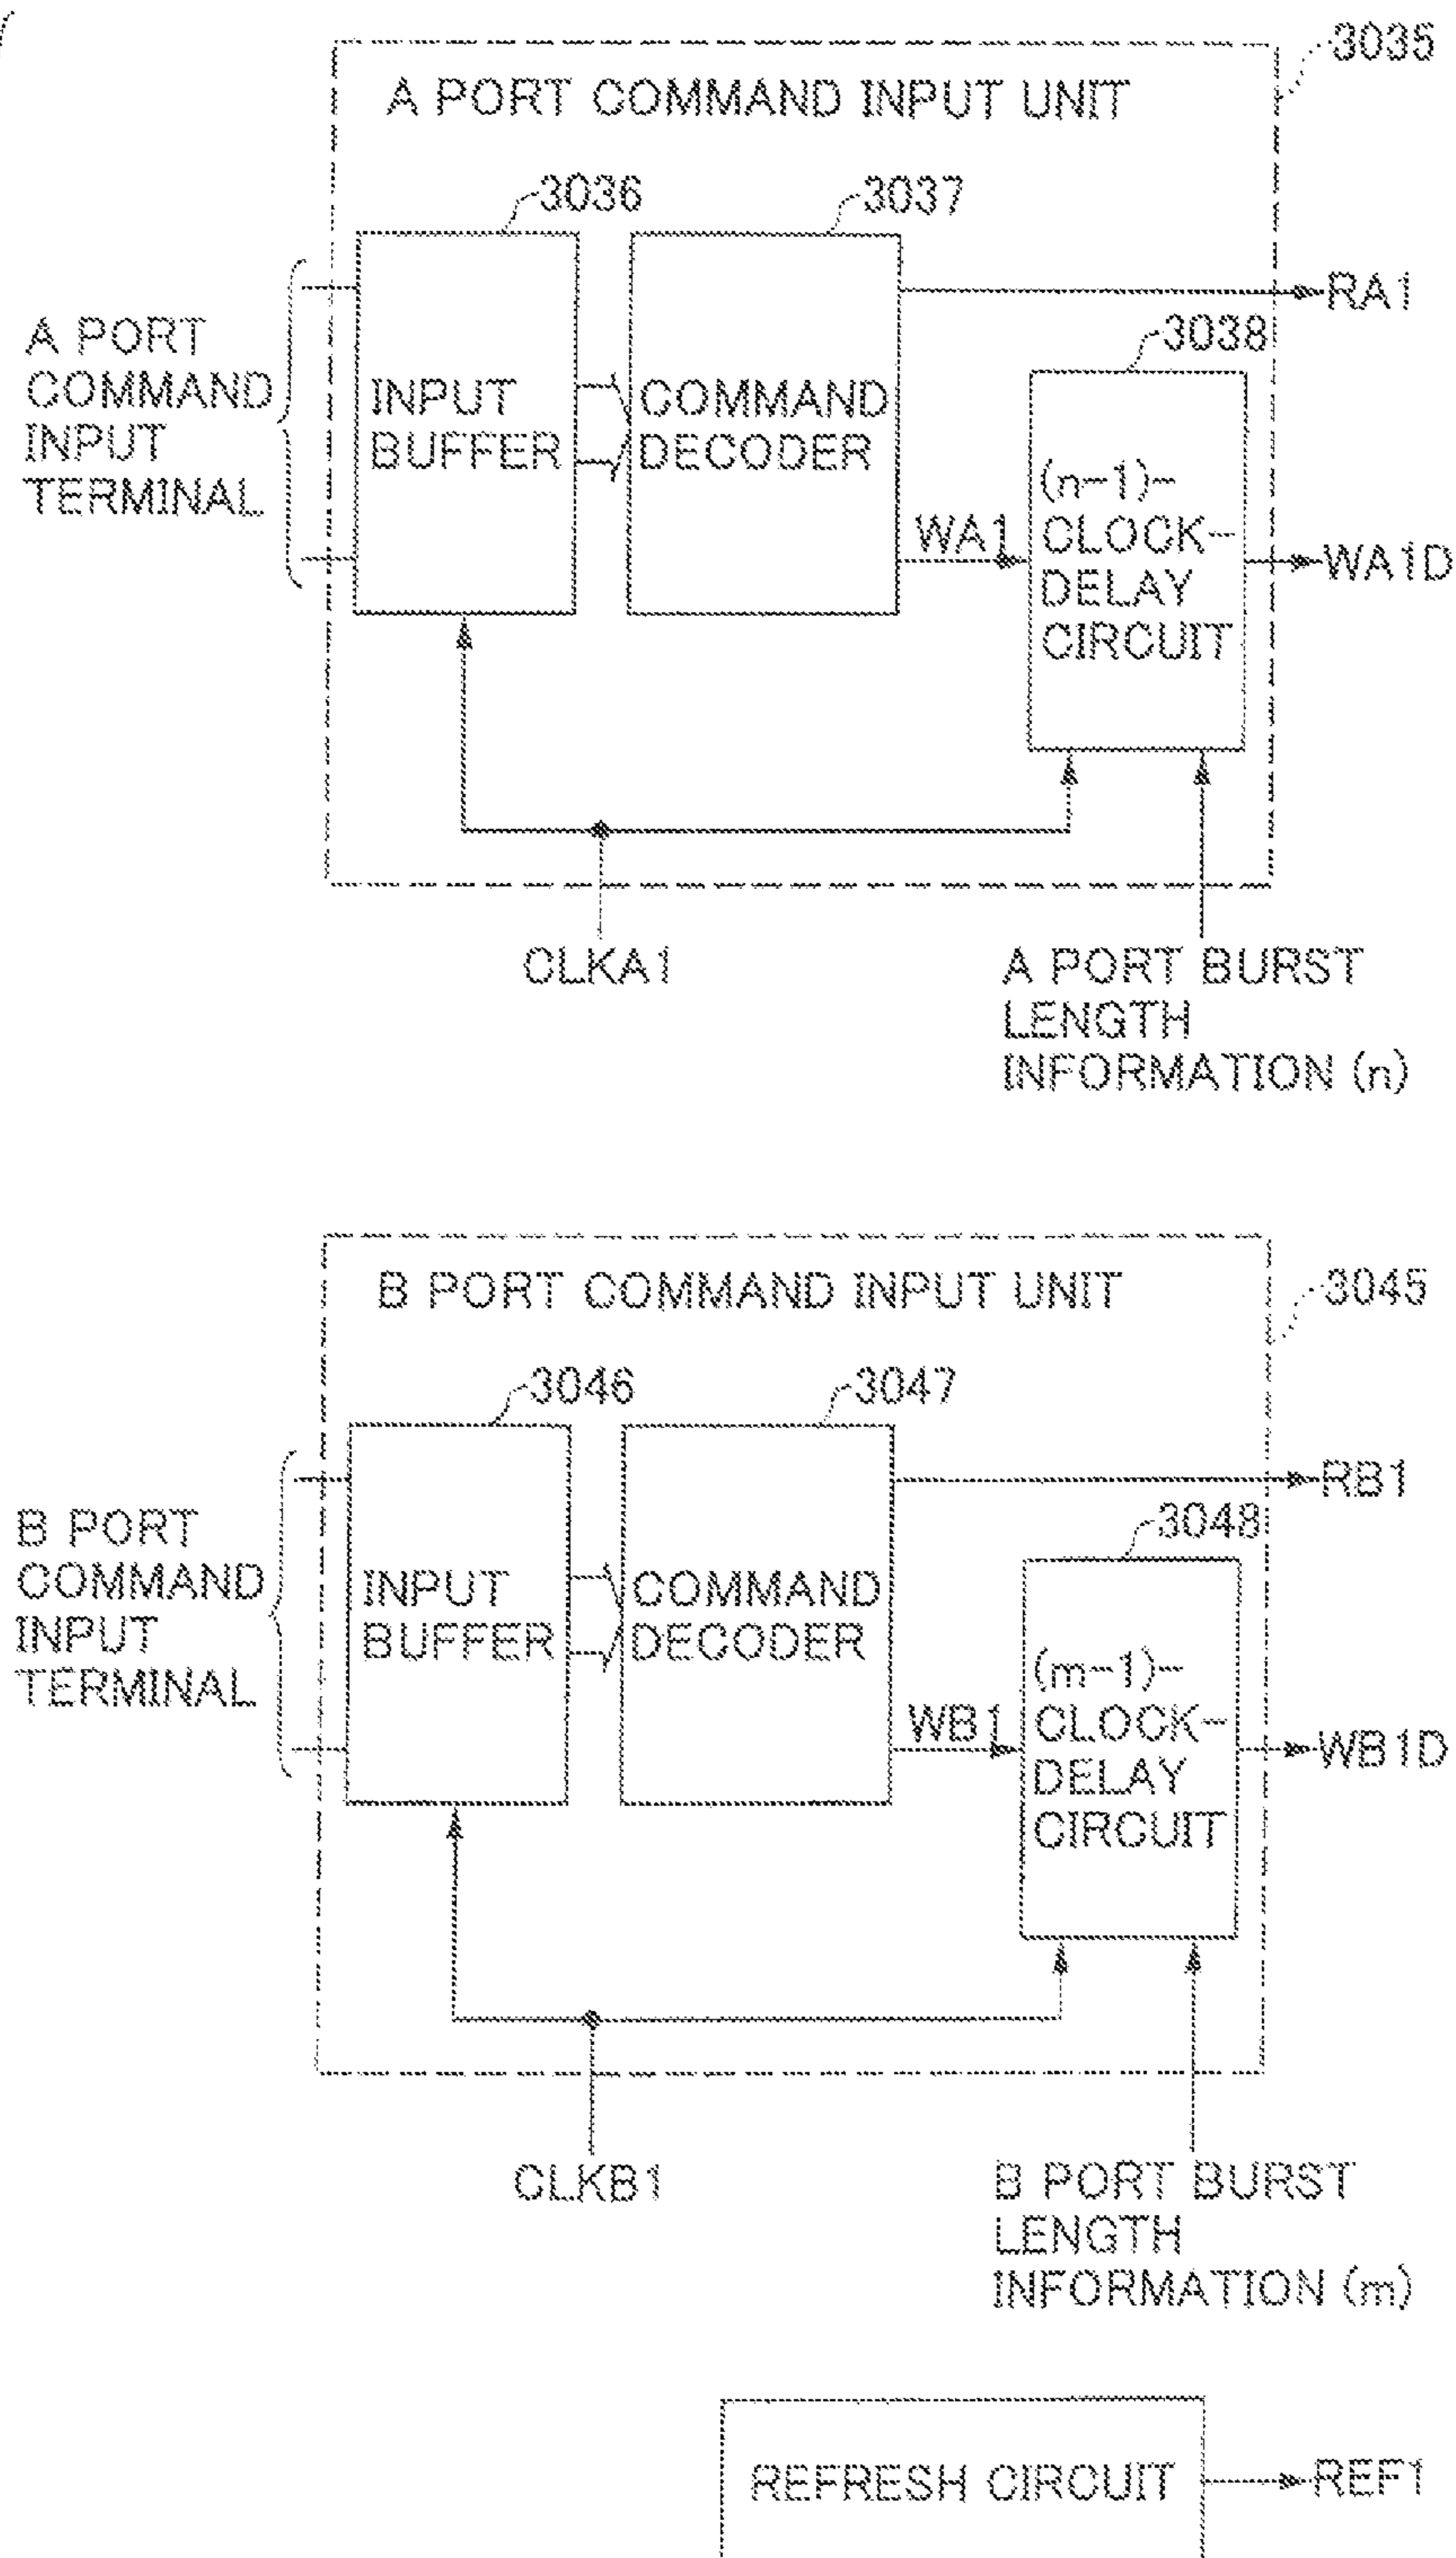 3035
A PORT COMMAND INPUT UNIT
3036
3037
A PORT
COMMAND
INPUT
TERMINAL
INPUT
BUFFER
COMMAND
DECODER
RA1
3038
WA1
(n-1)-
CLOCK-
DELAY
CIRCUIT
WA1D
CLKA1
A PORT BURST
LENGTH
INFORMATION (n)
B PORT COMMAND INPUT UNIT
3045
3046
3047
B PORT
COMMAND
INPUT
TERMINAL
INPUT
BUFFER
COMMAND
DECODER
RB1
3048
WB1
(m-1)-
CLOCK-
DELAY
CIRCUIT
WB1D
CLKB1
B PORT BURST
LENGTH
INFORMATION (m)
REFRESH CIRCUIT
REF1